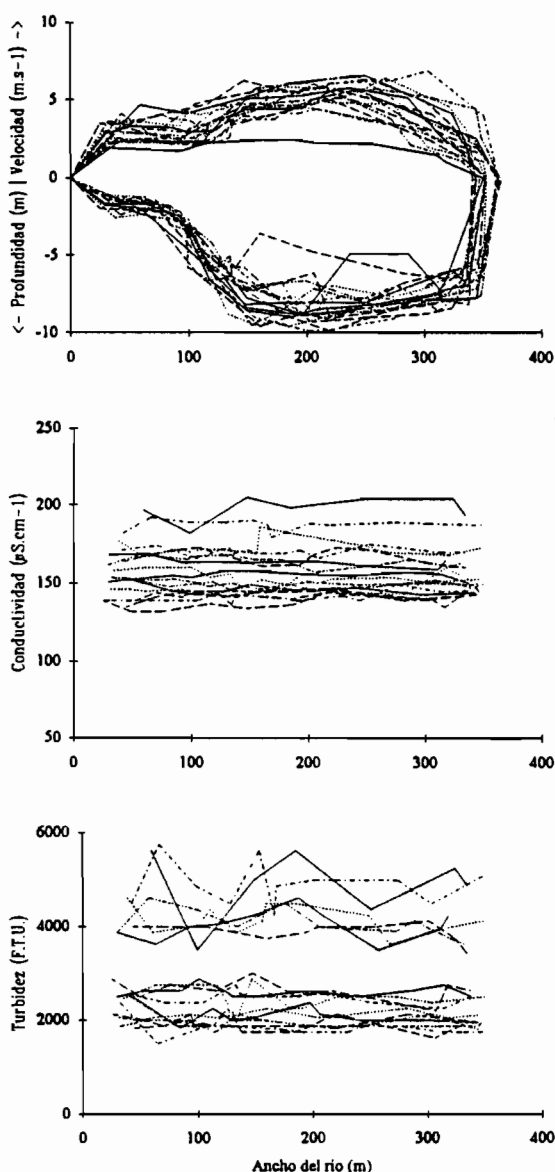 10
5
0
-5
-10
<- Profundidad (m) | Velocidad (m.s-1) ->
0 100 200 300 400
250
200
150
100
50
Conductividad (µS.cm-1)
0 100 200 300 400
6000
4000
2000
0
Turbidez (F.T.U.)
0 100 200 300 400
Ancho del río (m)